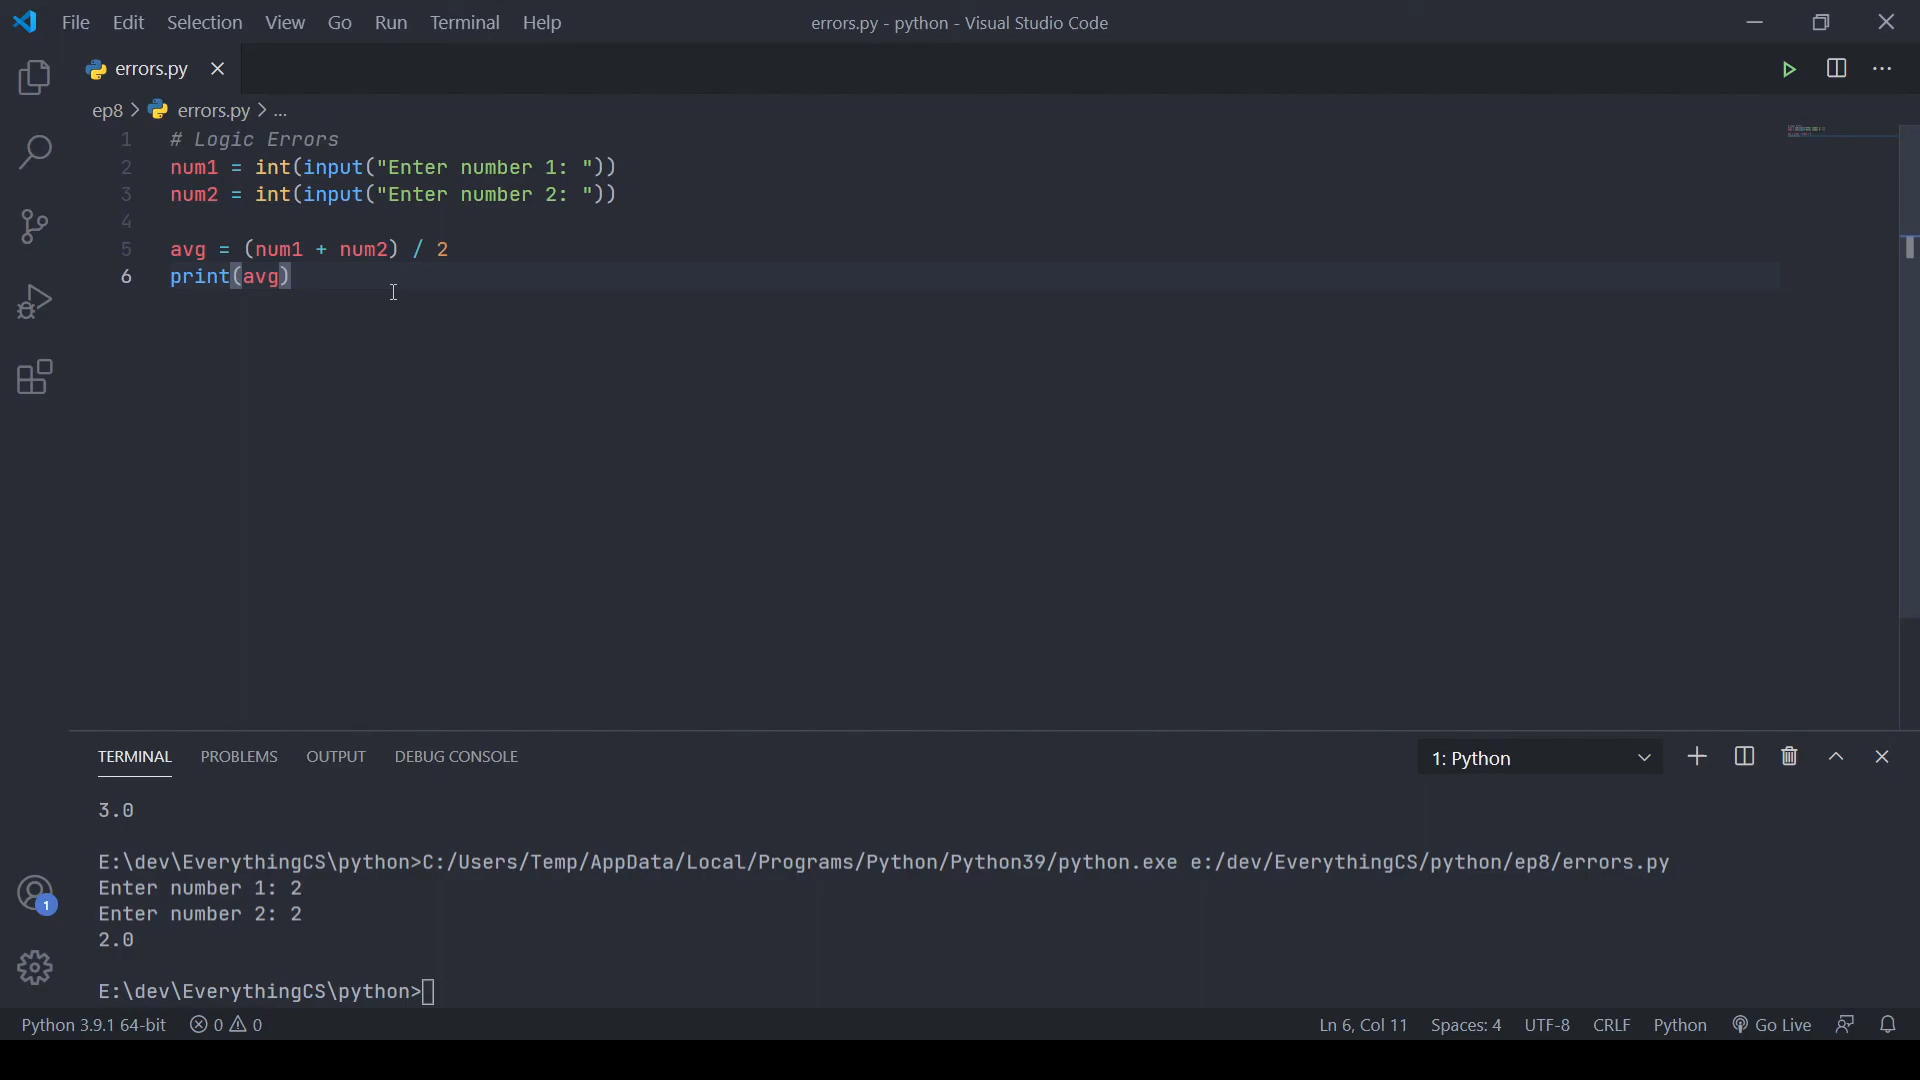 File Edit Selection View Go Run Terminal Help errors.py - python - Visual Studio Code
errors.py
ep8 > errors.py > ...
1 # Logic Errors
2 num1 = int(input("Enter number 1: "))
3 num2 = int(input("Enter number 2: "))
4
5 avg = (num1 + num2) / 2
6 print(avg)
TERMINAL PROBLEMS OUTPUT DEBUG CONSOLE 1: Python
3.0
E:\dev\EverythingCS\python>C:/Users/Temp/AppData/Local/Programs/Python/Python39/python.exe e:/dev/EverythingCS/python/ep8/errors.py
Enter number 1: 2
Enter number 2: 2
2.0
1
E:\dev\EverythingCS\python>
Python 3.9.1 64-bit 0 0 Ln 6, Col 11 Spaces: 4 UTF-8 CRLF Python Go Live